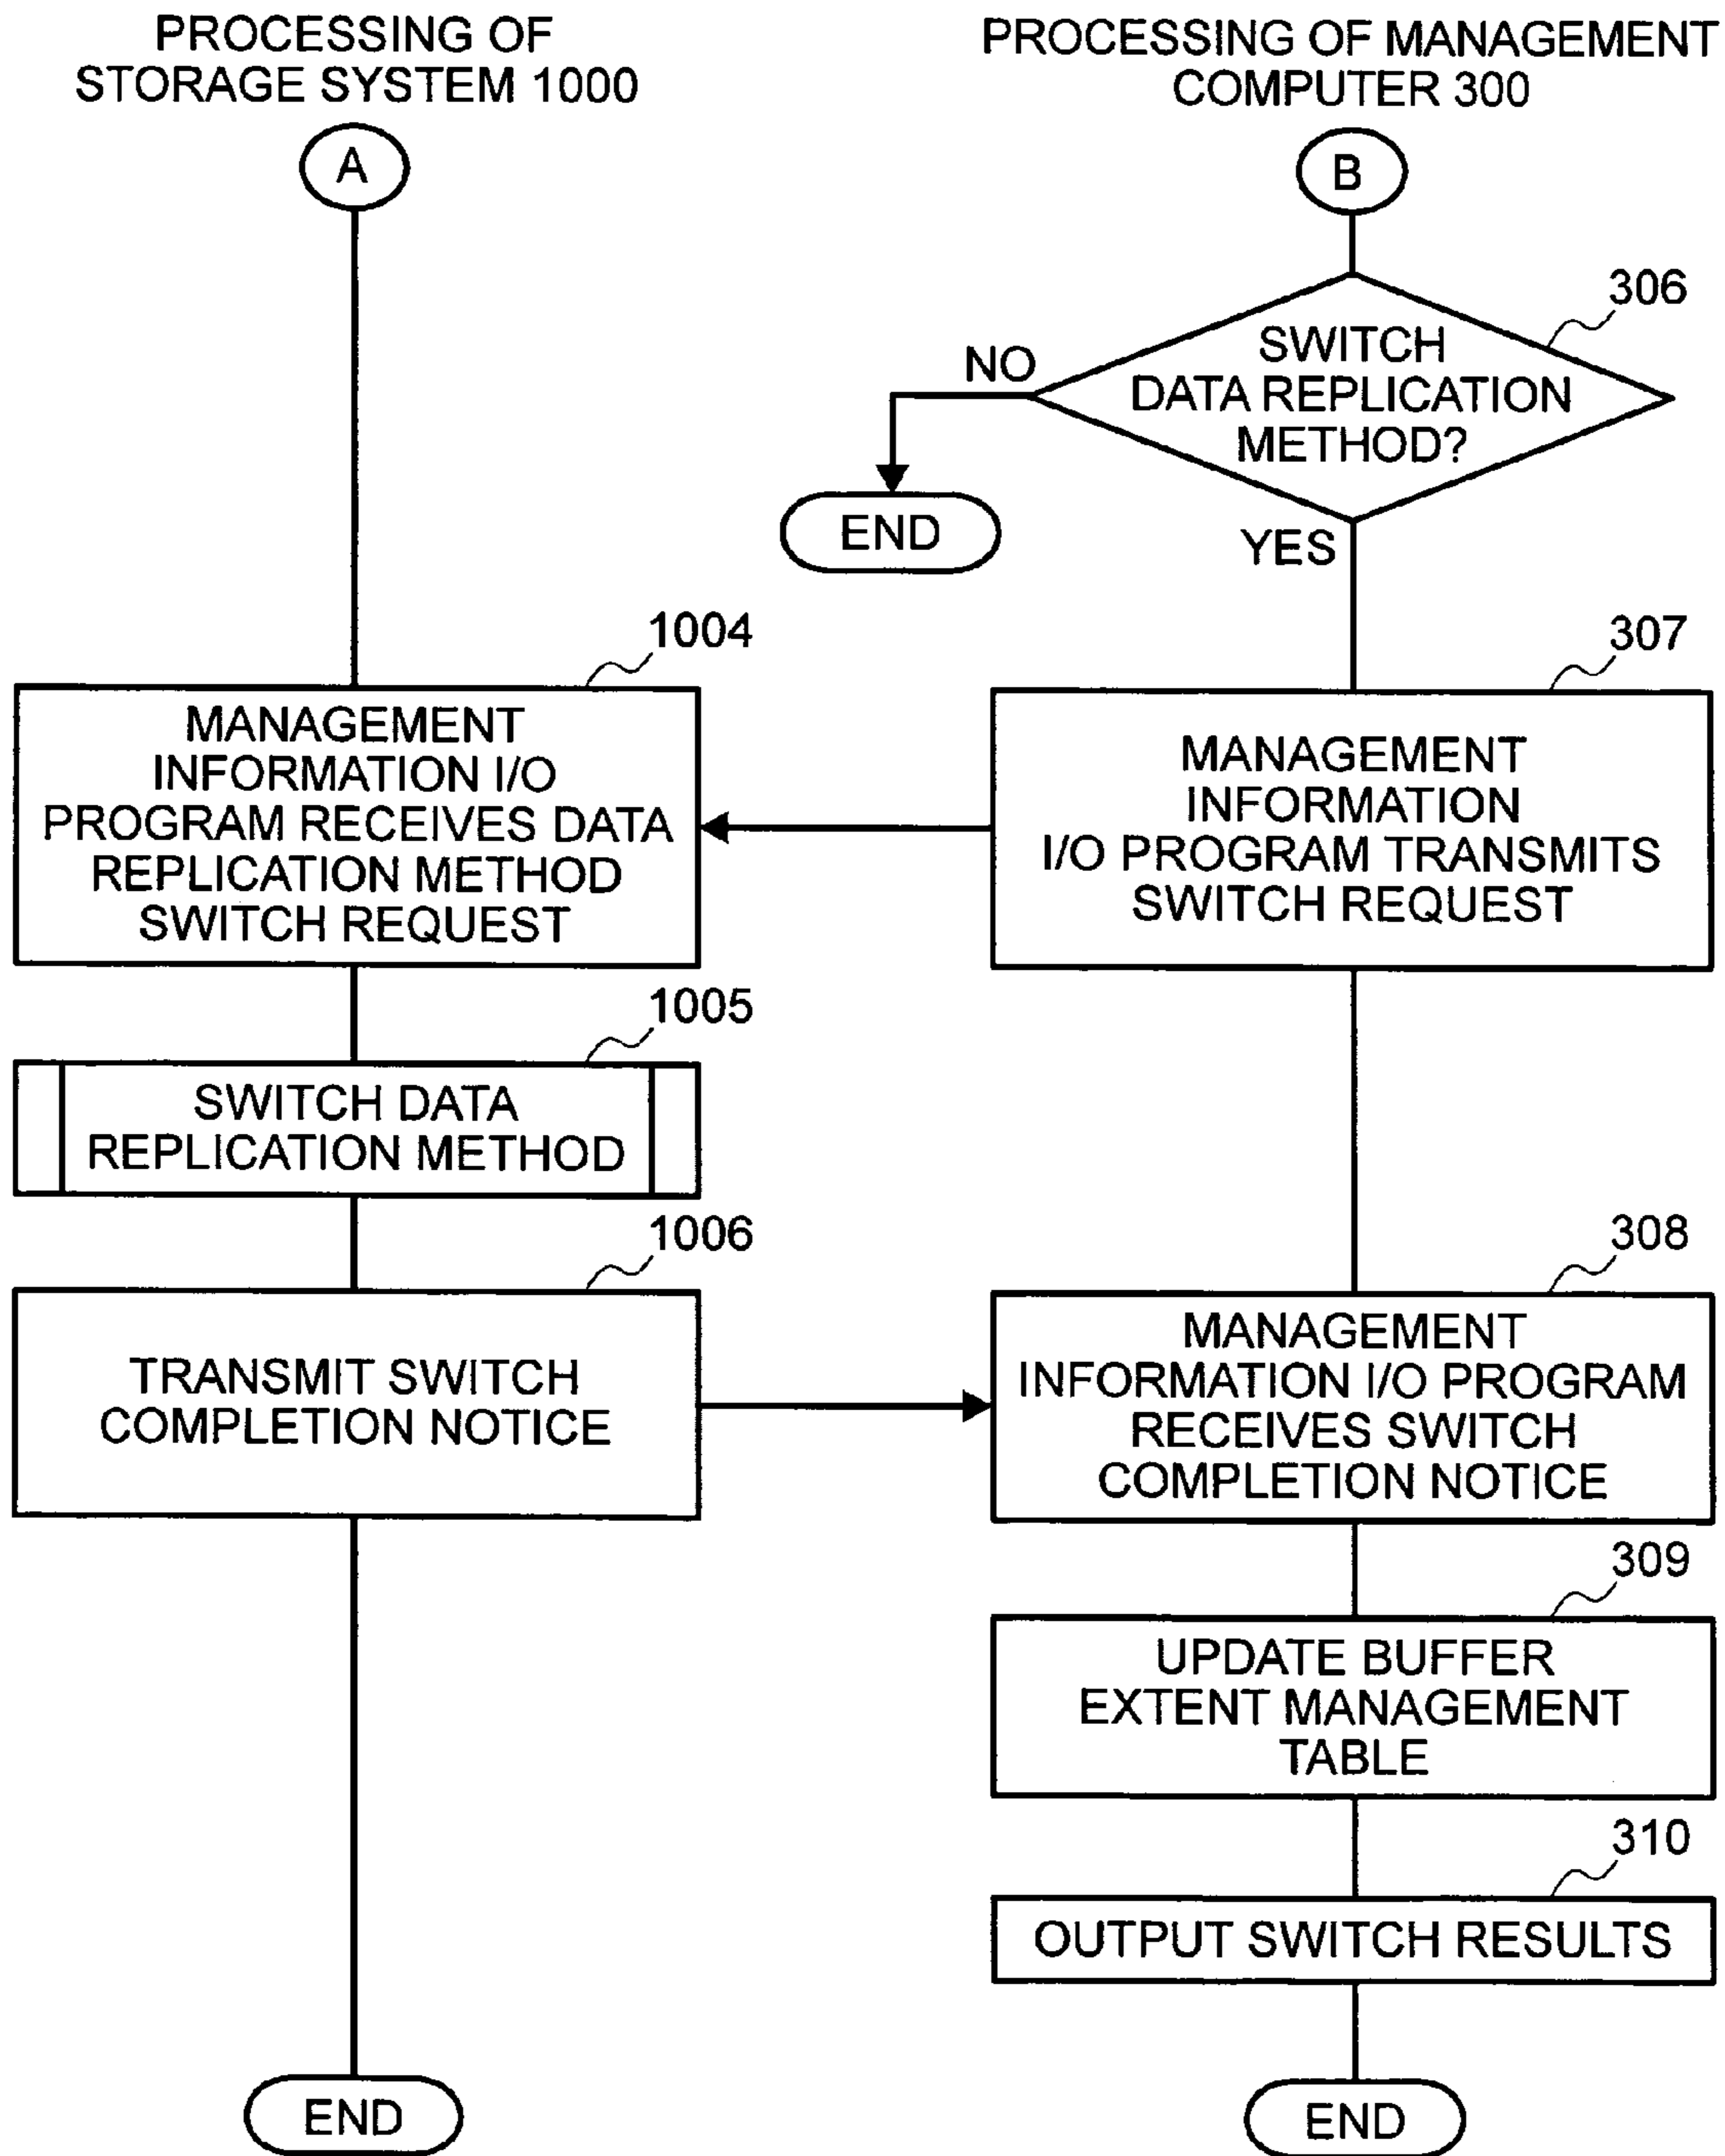 PROCESSING OF
STORAGE SYSTEM 1000
PROCESSING OF MANAGEMENT
COMPUTER 300
A
B
306
SWITCH
DATA REPLICATION
METHOD?
NO
END
YES
1004
MANAGEMENT
INFORMATION I/O
PROGRAM RECEIVES DATA
REPLICATION METHOD
SWITCH REQUEST
307
MANAGEMENT
INFORMATION
I/O PROGRAM TRANSMITS
SWITCH REQUEST
1005
SWITCH DATA
REPLICATION METHOD
1006
TRANSMIT SWITCH
COMPLETION NOTICE
308
MANAGEMENT
INFORMATION I/O PROGRAM
RECEIVES SWITCH
COMPLETION NOTICE
309
UPDATE BUFFER
EXTENT MANAGEMENT
TABLE
310
OUTPUT SWITCH RESULTS
END
END